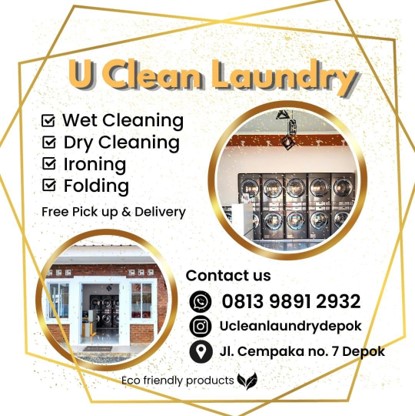 U Clean Laundry
Wet Cleaning
Dry Cleaning
Ironing
Folding
Free Pick up & Delivery
Contact us
0813 9891 2932
Ucleanlaundrydepok
Jl. Cempaka no. 7 Depok
Eco friendly products